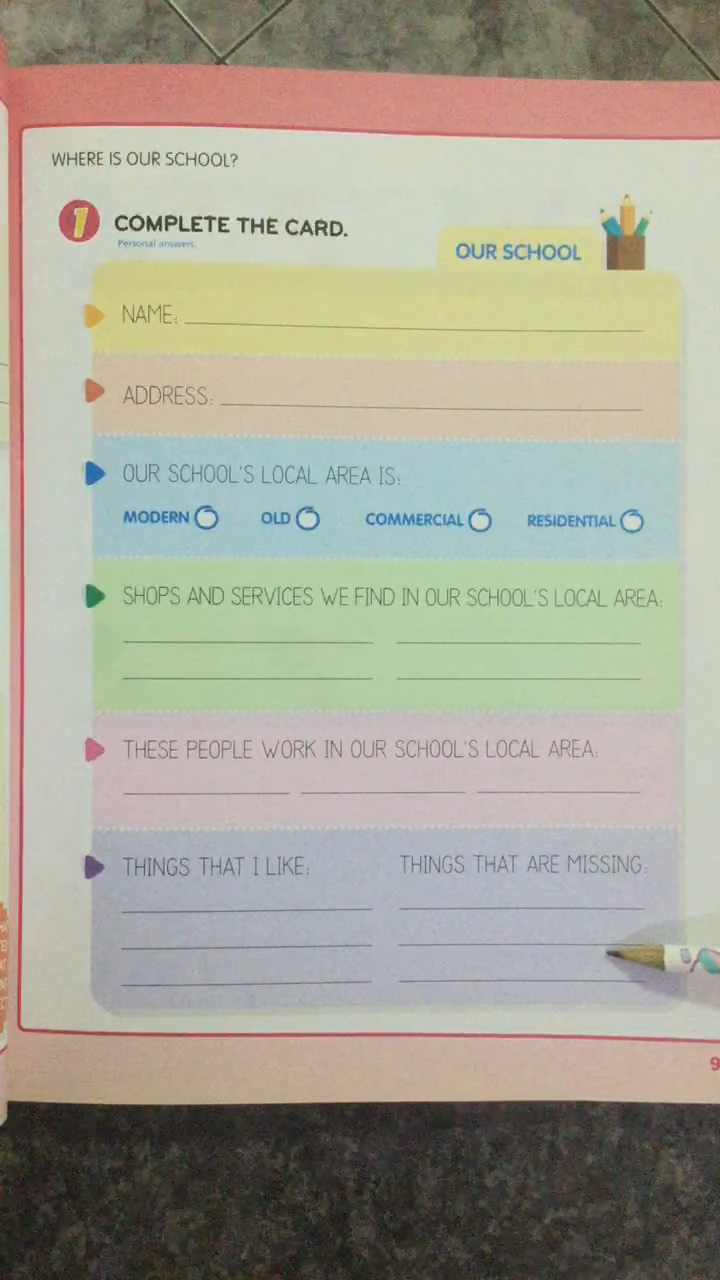 WHERE IS OUR SCHOOL?
1 COMPLETE THE CARD.
Personal answers.
OUR SCHOOL
NAME:
ADDRESS:
OUR SCHOOL'S LOCAL AREA IS:
MODERN OLD COMMERCIAL RESIDENTIAL
SHOPS AND SERVICES WE FIND IN OUR SCHOOL'S LOCAL AREA:
THESE PEOPLE WORK IN OUR SCHOOL'S LOCAL AREA:
THINGS THAT I LIKE: THINGS THAT ARE MISSING: